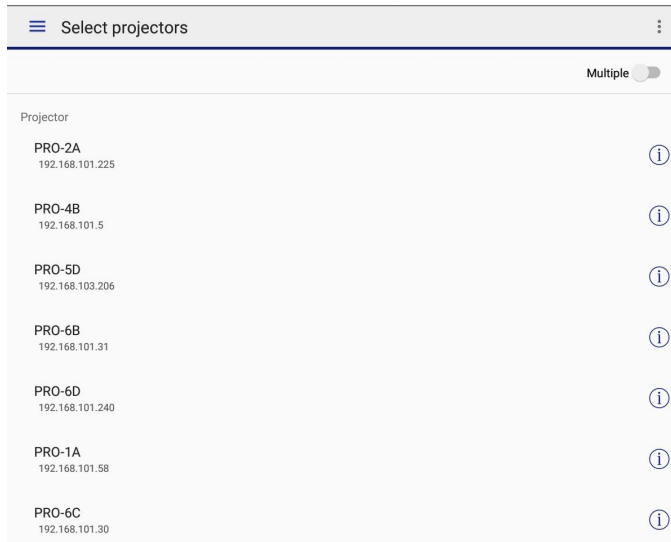 Select projectors
Multiple
Projector
PRO-2A
192.168.101.225
PRO-4B
192.168.101.5
PRO-5D
192.168.103.206
PRO-6B
192.168.101.31
PRO-6D
192.168.101.240
PRO-1A
192.168.101.58
PRO-6C
192.168.101.30